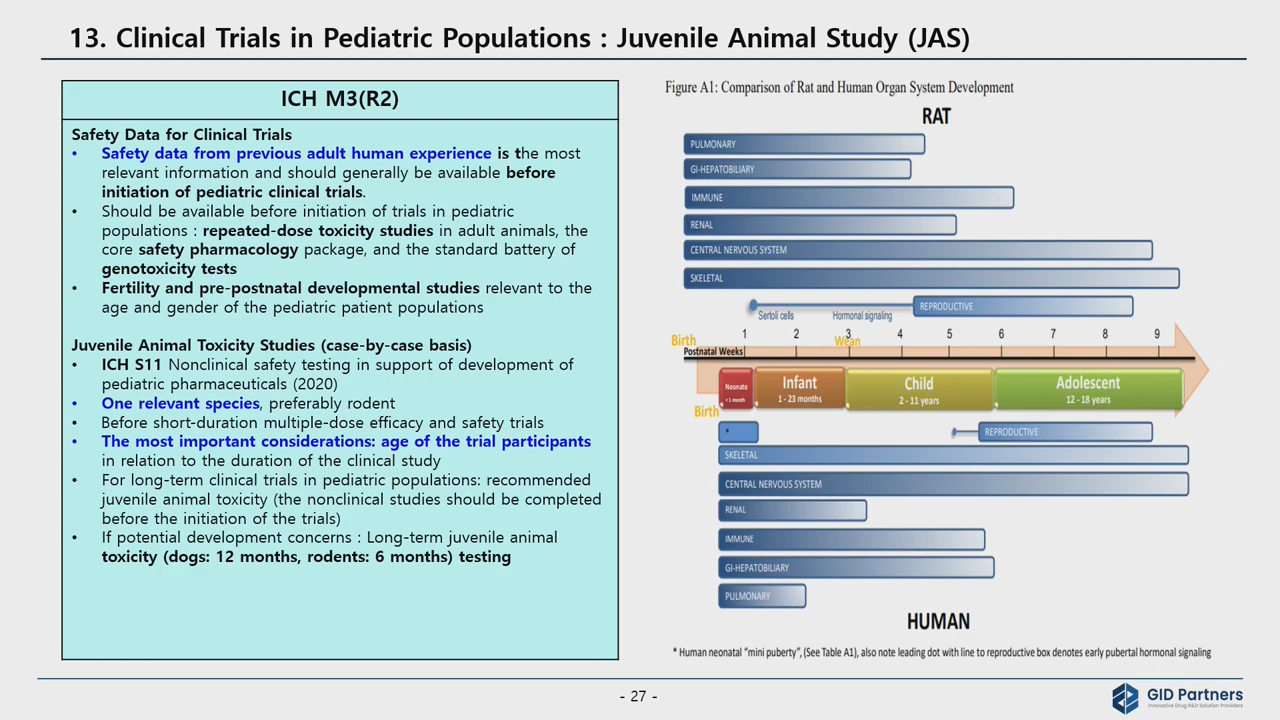 13. Clinical Trials in Pediatric Populations : Juvenile Animal Study (JAS)
ICH M3(R2)
Safety Data for Clinical Trials
• Safety data from previous adult human experience is the most
relevant information and should generally be available before
initiation of pediatric clinical trials.
• Should be available before initiation of trials in pediatric
populations : repeated-dose toxicity studies in adult animals, the
core safety pharmacology package, and the standard battery of
genotoxicity tests
• Fertility and pre-postnatal developmental studies relevant to the
age and gender of the pediatric patient populations
Juvenile Animal Toxicity Studies (case-by-case basis)
• ICH S11 Nonclinical safety testing in support of development of
pediatric pharmaceuticals (2020)
• One relevant species, preferably rodent
• Before short-duration multiple-dose efficacy and safety trials
• The most important considerations: age of the trial participants
in relation to the duration of the clinical study
• For long-term clinical trials in pediatric populations: recommended
juvenile animal toxicity (the nonclinical studies should be completed
before the initiation of the trials)
• If potential development concerns : Long-term juvenile animal
toxicity (dogs: 12 months, rodents: 6 months) testing
Figure A1: Comparison of Rat and Human Organ System Development
RAT
PULMONARY
GI-HEPATOBILIARY
IMMUNE
RENAL
CENTRAL NERVOUS SYSTEM
SKELETAL
REPRODUCTIVE
Sertoli cells Hormonal signaling
1 2 3 4 5 6 7 8 9
Birth Wean
Postnatal Weeks
Neonate Infant Child Adolescent
< 1 month 1 - 23 months 2 - 11 years 12 - 18 years
Birth
* REPRODUCTIVE
SKELETAL
CENTRAL NERVOUS SYSTEM
RENAL
IMMUNE
GI-HEPATOBILIARY
PULMONARY
HUMAN
* Human neonatal “mini puberty”, (See Table A1), also note leading dot with line to reproductive box denotes early pubertal hormonal signaling
- 27 -
GID Partners
Innovative Drug R&D Solution Providers